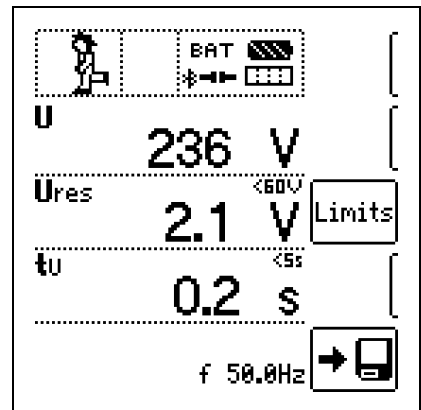 BAT
U
236 V
Ures <60V
2.1 V
Limits
tU <5s
0.2 s
f 50.0Hz